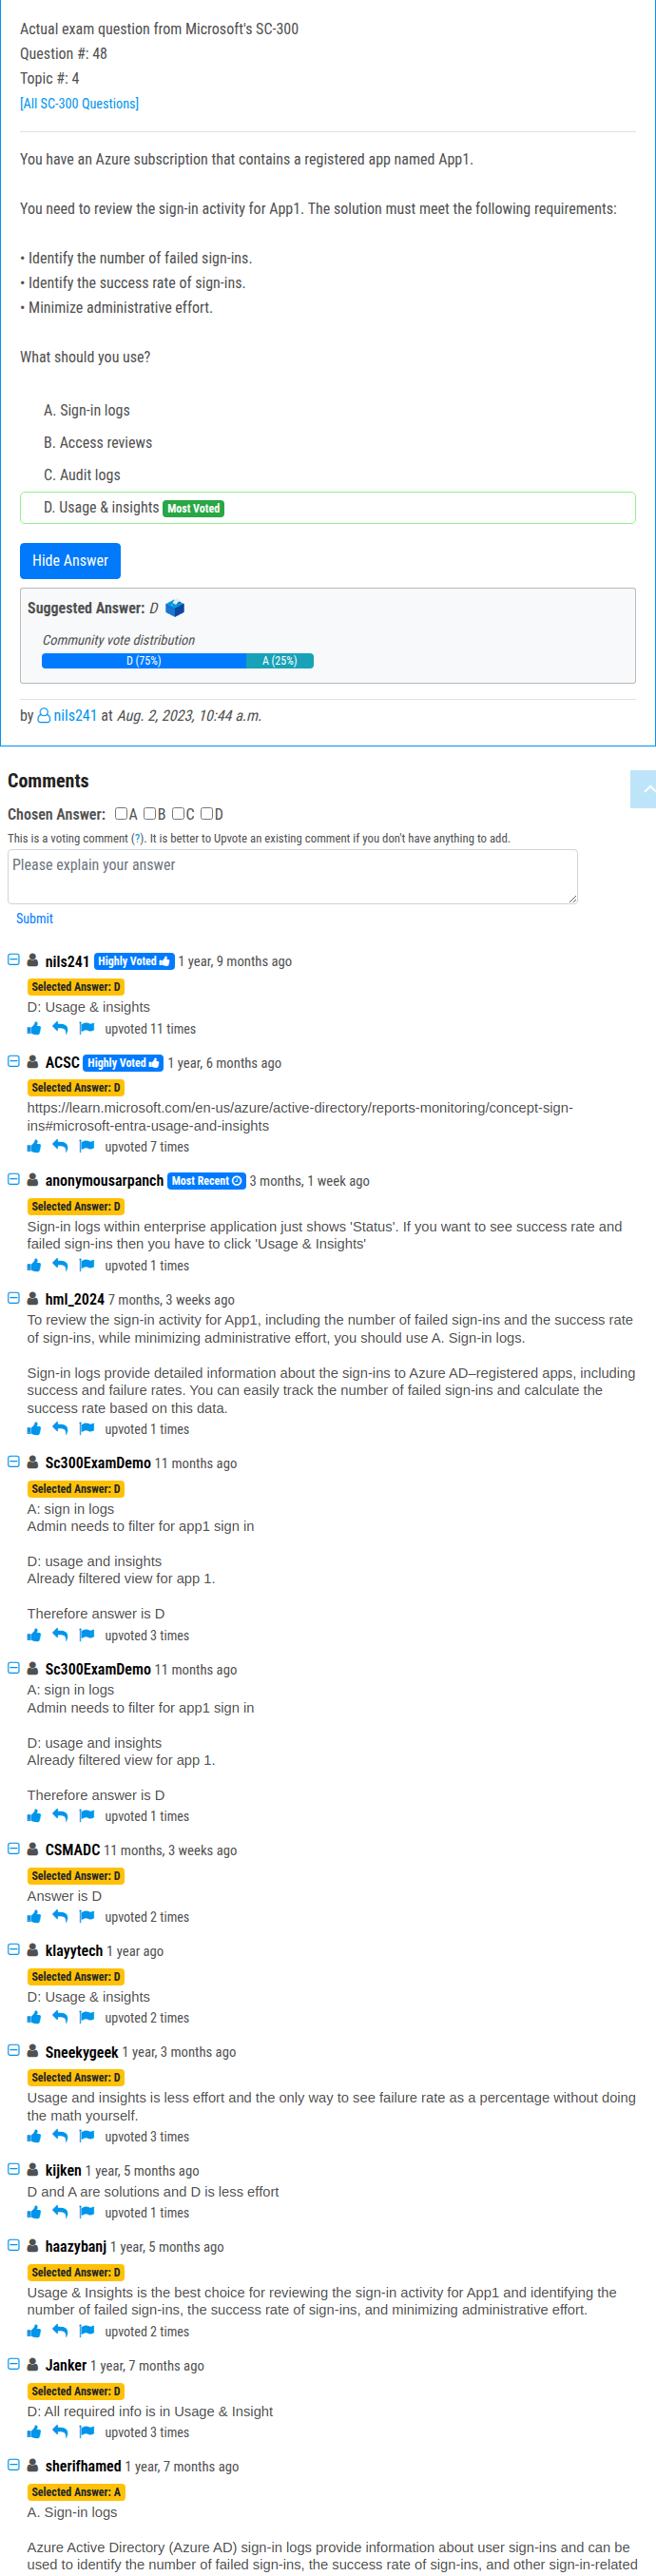 Actual exam question from Microsoft's SC-300
Question #: 48
Topic #: 4
[All SC-300 Questions]
You have an Azure subscription that contains a registered app named App1.
You need to review the sign-in activity for App1. The solution must meet the following requirements:
• Identify the number of failed sign-ins.
• Identify the success rate of sign-ins.
• Minimize administrative effort.
What should you use?
A. Sign-in logs
B. Access reviews
C. Audit logs
D. Usage & insights Most Voted
Hide Answer
Suggested Answer: D
Community vote distribution
D (75%) A (25%)
by nils241 at Aug. 2, 2023, 10:44 a.m.
Comments
Chosen Answer: A B C D
This is a voting comment (?). It is better to Upvote an existing comment if you don't have anything to add.
Please explain your answer
Submit
nils241 Highly Voted 1 year, 9 months ago
Selected Answer: D
D: Usage & insights
upvoted 11 times
ACSC Highly Voted 1 year, 6 months ago
Selected Answer: D
https://learn.microsoft.com/en-us/azure/active-directory/reports-monitoring/concept-sign-
ins#microsoft-entra-usage-and-insights
upvoted 7 times
anonymousarpanch Most Recent 3 months, 1 week ago
Selected Answer: D
Sign-in logs within enterprise application just shows 'Status'. If you want to see success rate and
failed sign-ins then you have to click 'Usage & Insights'
upvoted 1 times
hml_2024 7 months, 3 weeks ago
To review the sign-in activity for App1, including the number of failed sign-ins and the success rate
of sign-ins, while minimizing administrative effort, you should use A. Sign-in logs.
Sign-in logs provide detailed information about the sign-ins to Azure AD–registered apps, including
success and failure rates. You can easily track the number of failed sign-ins and calculate the
success rate based on this data.
upvoted 1 times
Sc300ExamDemo 11 months ago
Selected Answer: D
A: sign in logs
Admin needs to filter for app1 sign in
D: usage and insights
Already filtered view for app 1.
Therefore answer is D
upvoted 3 times
Sc300ExamDemo 11 months ago
A: sign in logs
Admin needs to filter for app1 sign in
D: usage and insights
Already filtered view for app 1.
Therefore answer is D
upvoted 1 times
CSMADC 11 months, 3 weeks ago
Selected Answer: D
Answer is D
upvoted 2 times
klayytech 1 year ago
Selected Answer: D
D: Usage & insights
upvoted 2 times
Sneekygeek 1 year, 3 months ago
Selected Answer: D
Usage and insights is less effort and the only way to see failure rate as a percentage without doing
the math yourself.
upvoted 3 times
kijken 1 year, 5 months ago
D and A are solutions and D is less effort
upvoted 1 times
haazybanj 1 year, 5 months ago
Selected Answer: D
Usage & Insights is the best choice for reviewing the sign-in activity for App1 and identifying the
number of failed sign-ins, the success rate of sign-ins, and minimizing administrative effort.
upvoted 2 times
Janker 1 year, 7 months ago
Selected Answer: D
D: All required info is in Usage & Insight
upvoted 3 times
sherifhamed 1 year, 7 months ago
Selected Answer: A
A. Sign-in logs
Azure Active Directory (Azure AD) sign-in logs provide information about user sign-ins and can be
used to identify the number of failed sign-ins, the success rate of sign-ins, and other sign-in-related